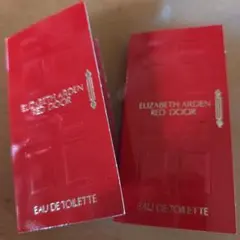 ELIZABETH ARDEN
RED DOOR
EAU DE TOILETTE
ELIZABETH ARDEN
RED DOOR
EAU DE TOILETTE